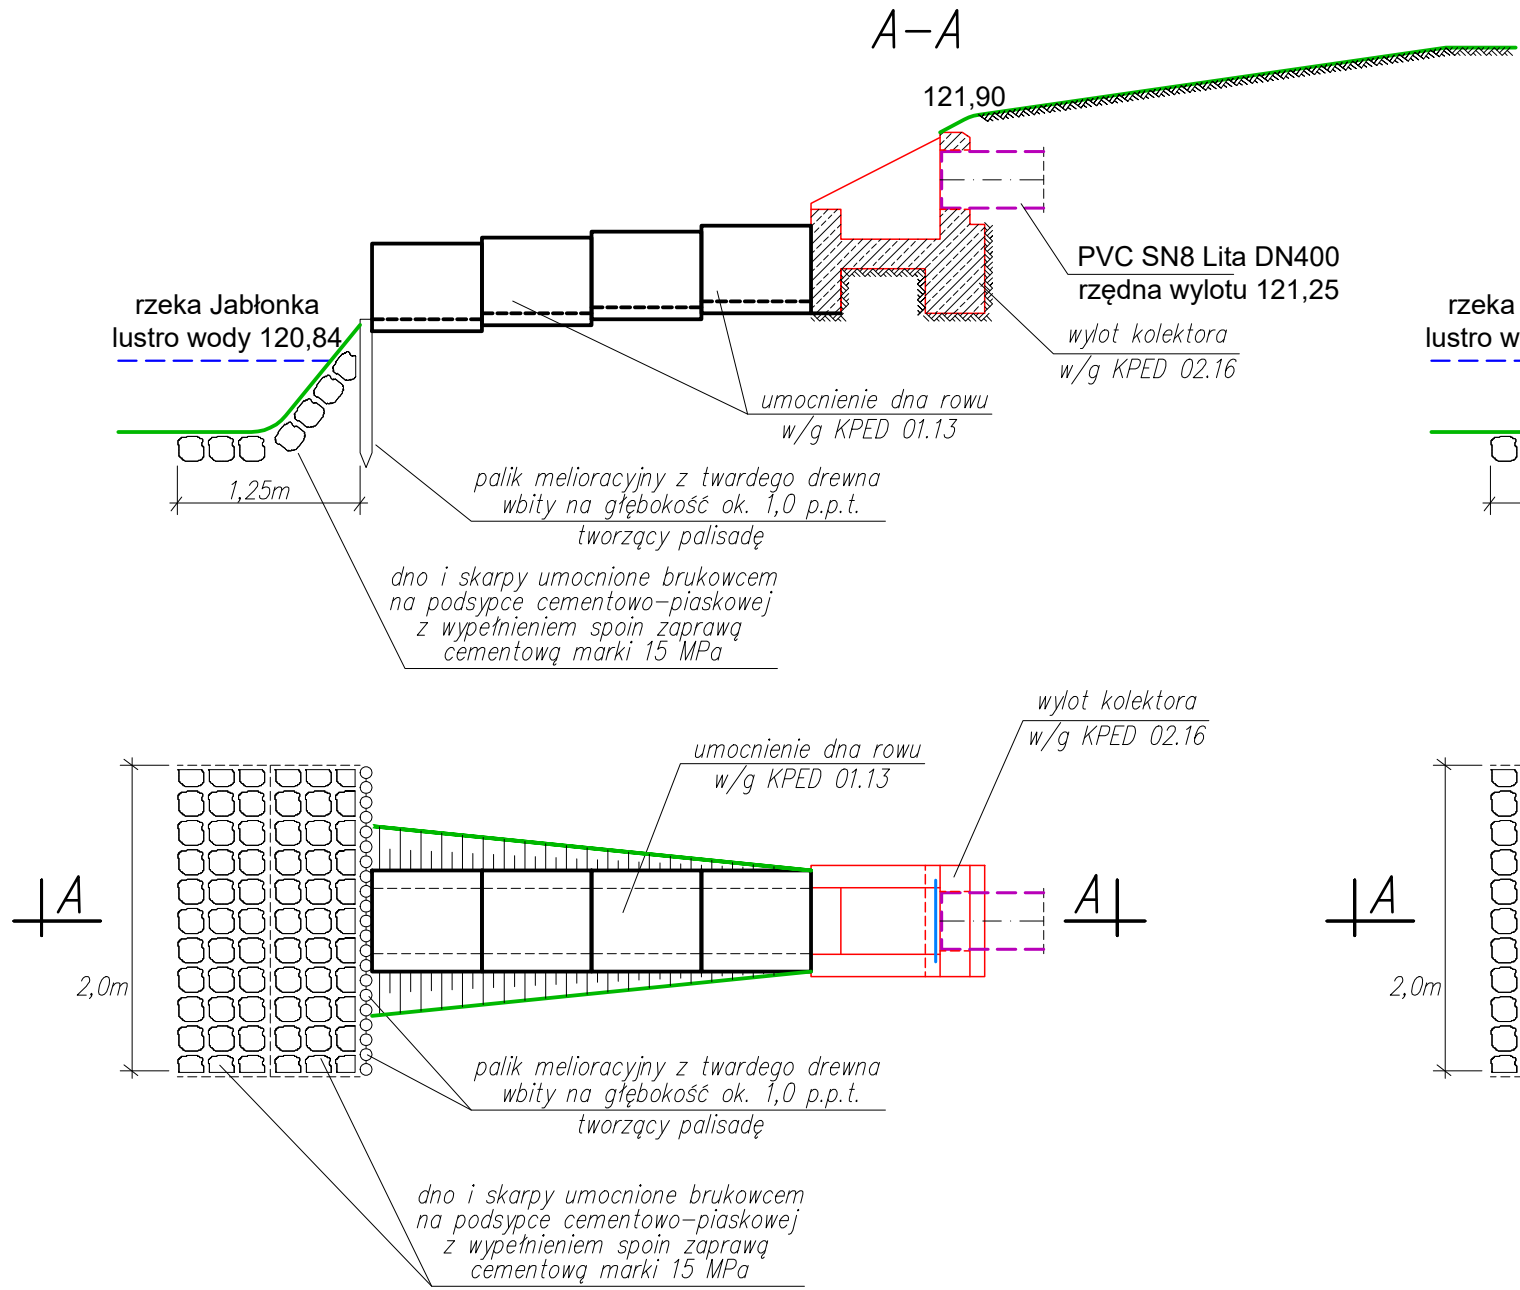 A-A
121,90
PVC SN8 Lita DN400
rzędna wylotu 121,25
rzeka Jabłonka
lustro wody 120,84
wylot kolektora
w/g KPED 02.16
umocnienie dna rowu
w/g KPED 01.13
1,25m
palik melioracyjny z twardego drewna
wbity na głębokość ok. 1,0 p.p.t.
tworzący palisadę
dno i skarpy umocnione brukowcem
na podsypce cementowo-piaskowej
z wypełnieniem spoin zaprawą
cementową marki 15 MPa
rzeka
lustro w
wylot kolektora
w/g KPED 02.16
umocnienie dna rowu
w/g KPED 01.13
A
A
A
2,0m
2,0m
palik melioracyjny z twardego drewna
wbity na głębokość ok. 1,0 p.p.t.
tworzący palisadę
dno i skarpy umocnione brukowcem
na podsypce cementowo-piaskowej
z wypełnieniem spoin zaprawą
cementową marki 15 MPa